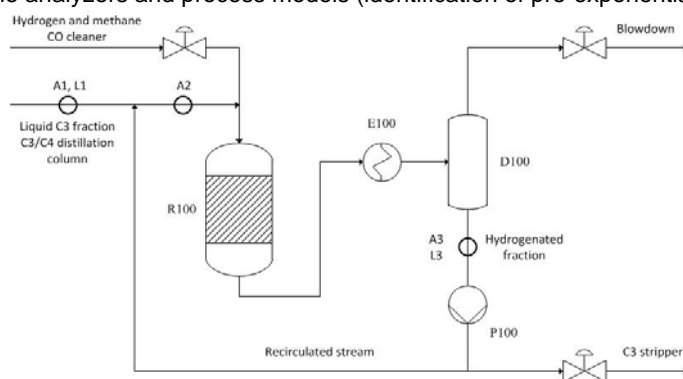 Hydrogen and methane
CO cleaner
Blowdown
A1, L1
A2
Liquid C3 fraction
C3/C4 distillation
column
E100
D100
R100
A3
L3
Hydrogenated
fraction
P100
Recirculated stream
C3 stripper